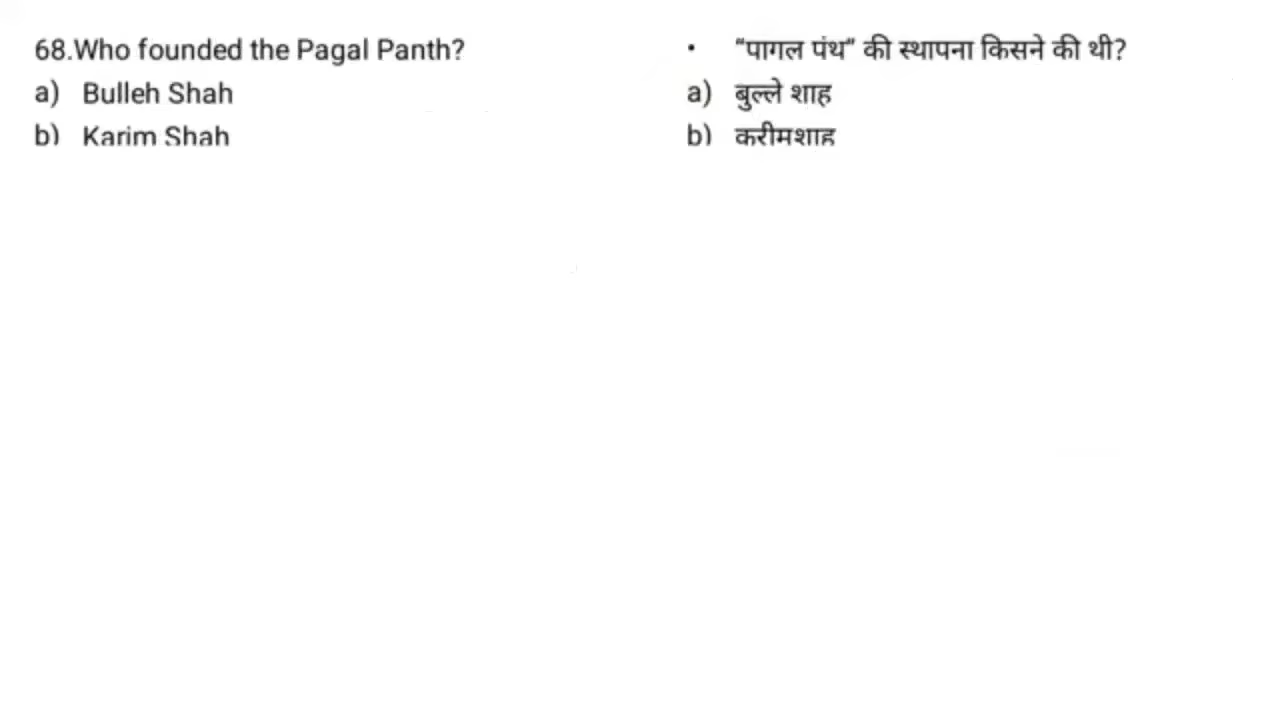 68.Who founded the Pagal Panth?
a) Bulleh Shah
b) Karim Shah
• "पागल पंथ" की स्थापना किसने की थी?
a) बुल्ले शाह
b) करीमशाह